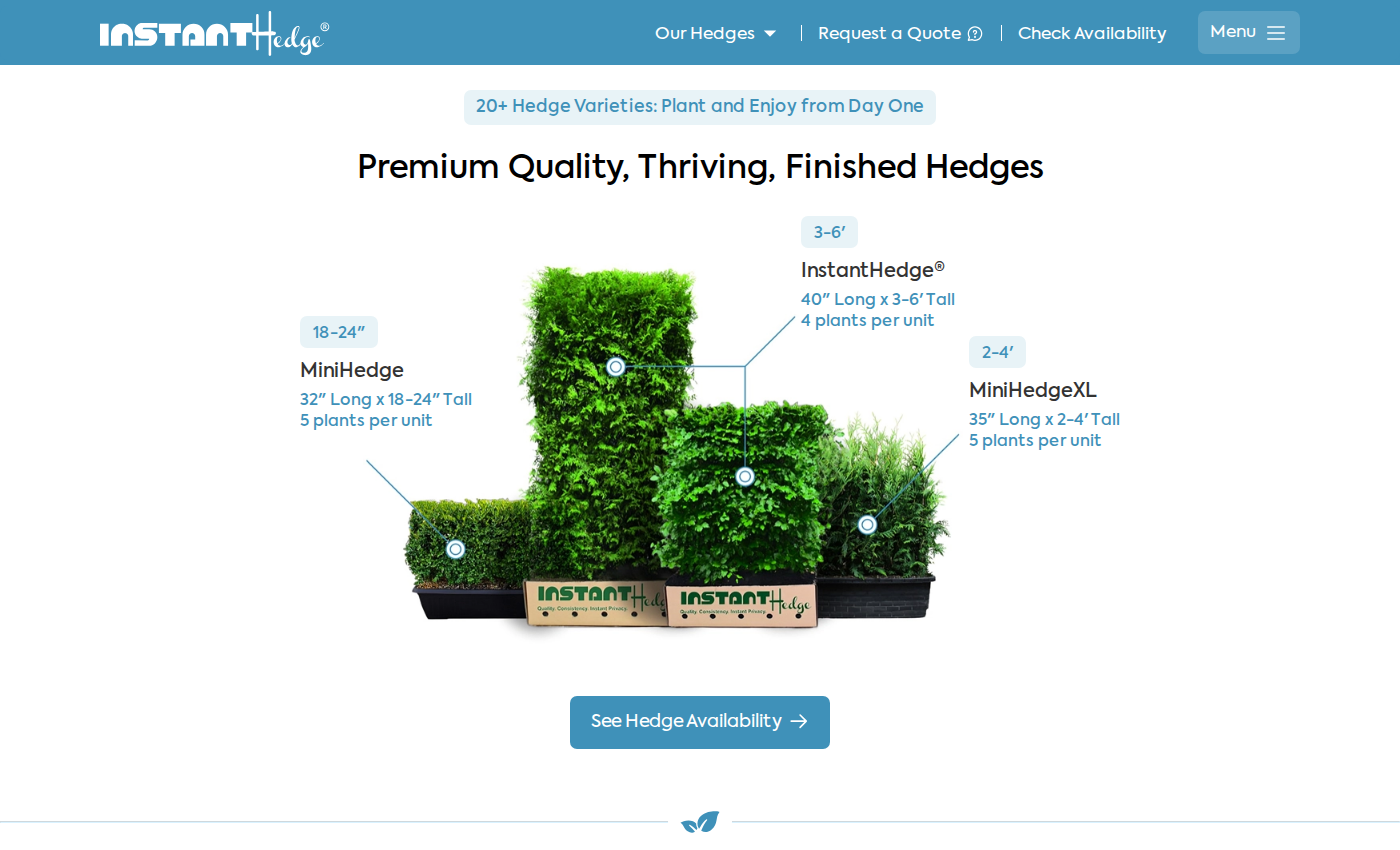 INSTANTHedge®
Our Hedges
Request a Quote
Check Availability
Menu
20+ Hedge Varieties: Plant and Enjoy from Day One
Premium Quality, Thriving, Finished Hedges
3-6′
InstantHedge®
40″ Long x 3-6′ Tall
4 plants per unit
18-24″
MiniHedge
32″ Long x 18-24″ Tall
5 plants per unit
2-4′
MiniHedgeXL
35″ Long x 2-4′ Tall
5 plants per unit
INSTANTHedg
Quality. Consistency. Instant Privacy.
INSTANTHedge
Quality. Consistency. Instant Privacy.
See Hedge Availability